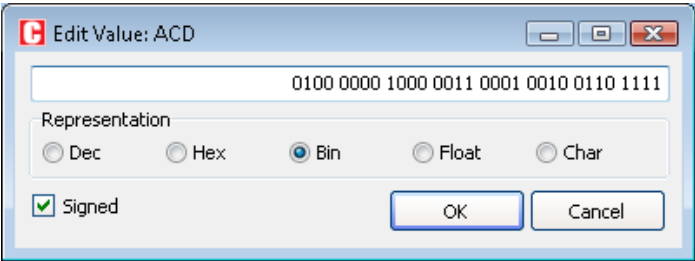 C Edit Value: ACD
0100 0000 1000 0011 0001 0010 0110 1111
Representation
Dec Hex Bin Float Char
Signed OK Cancel